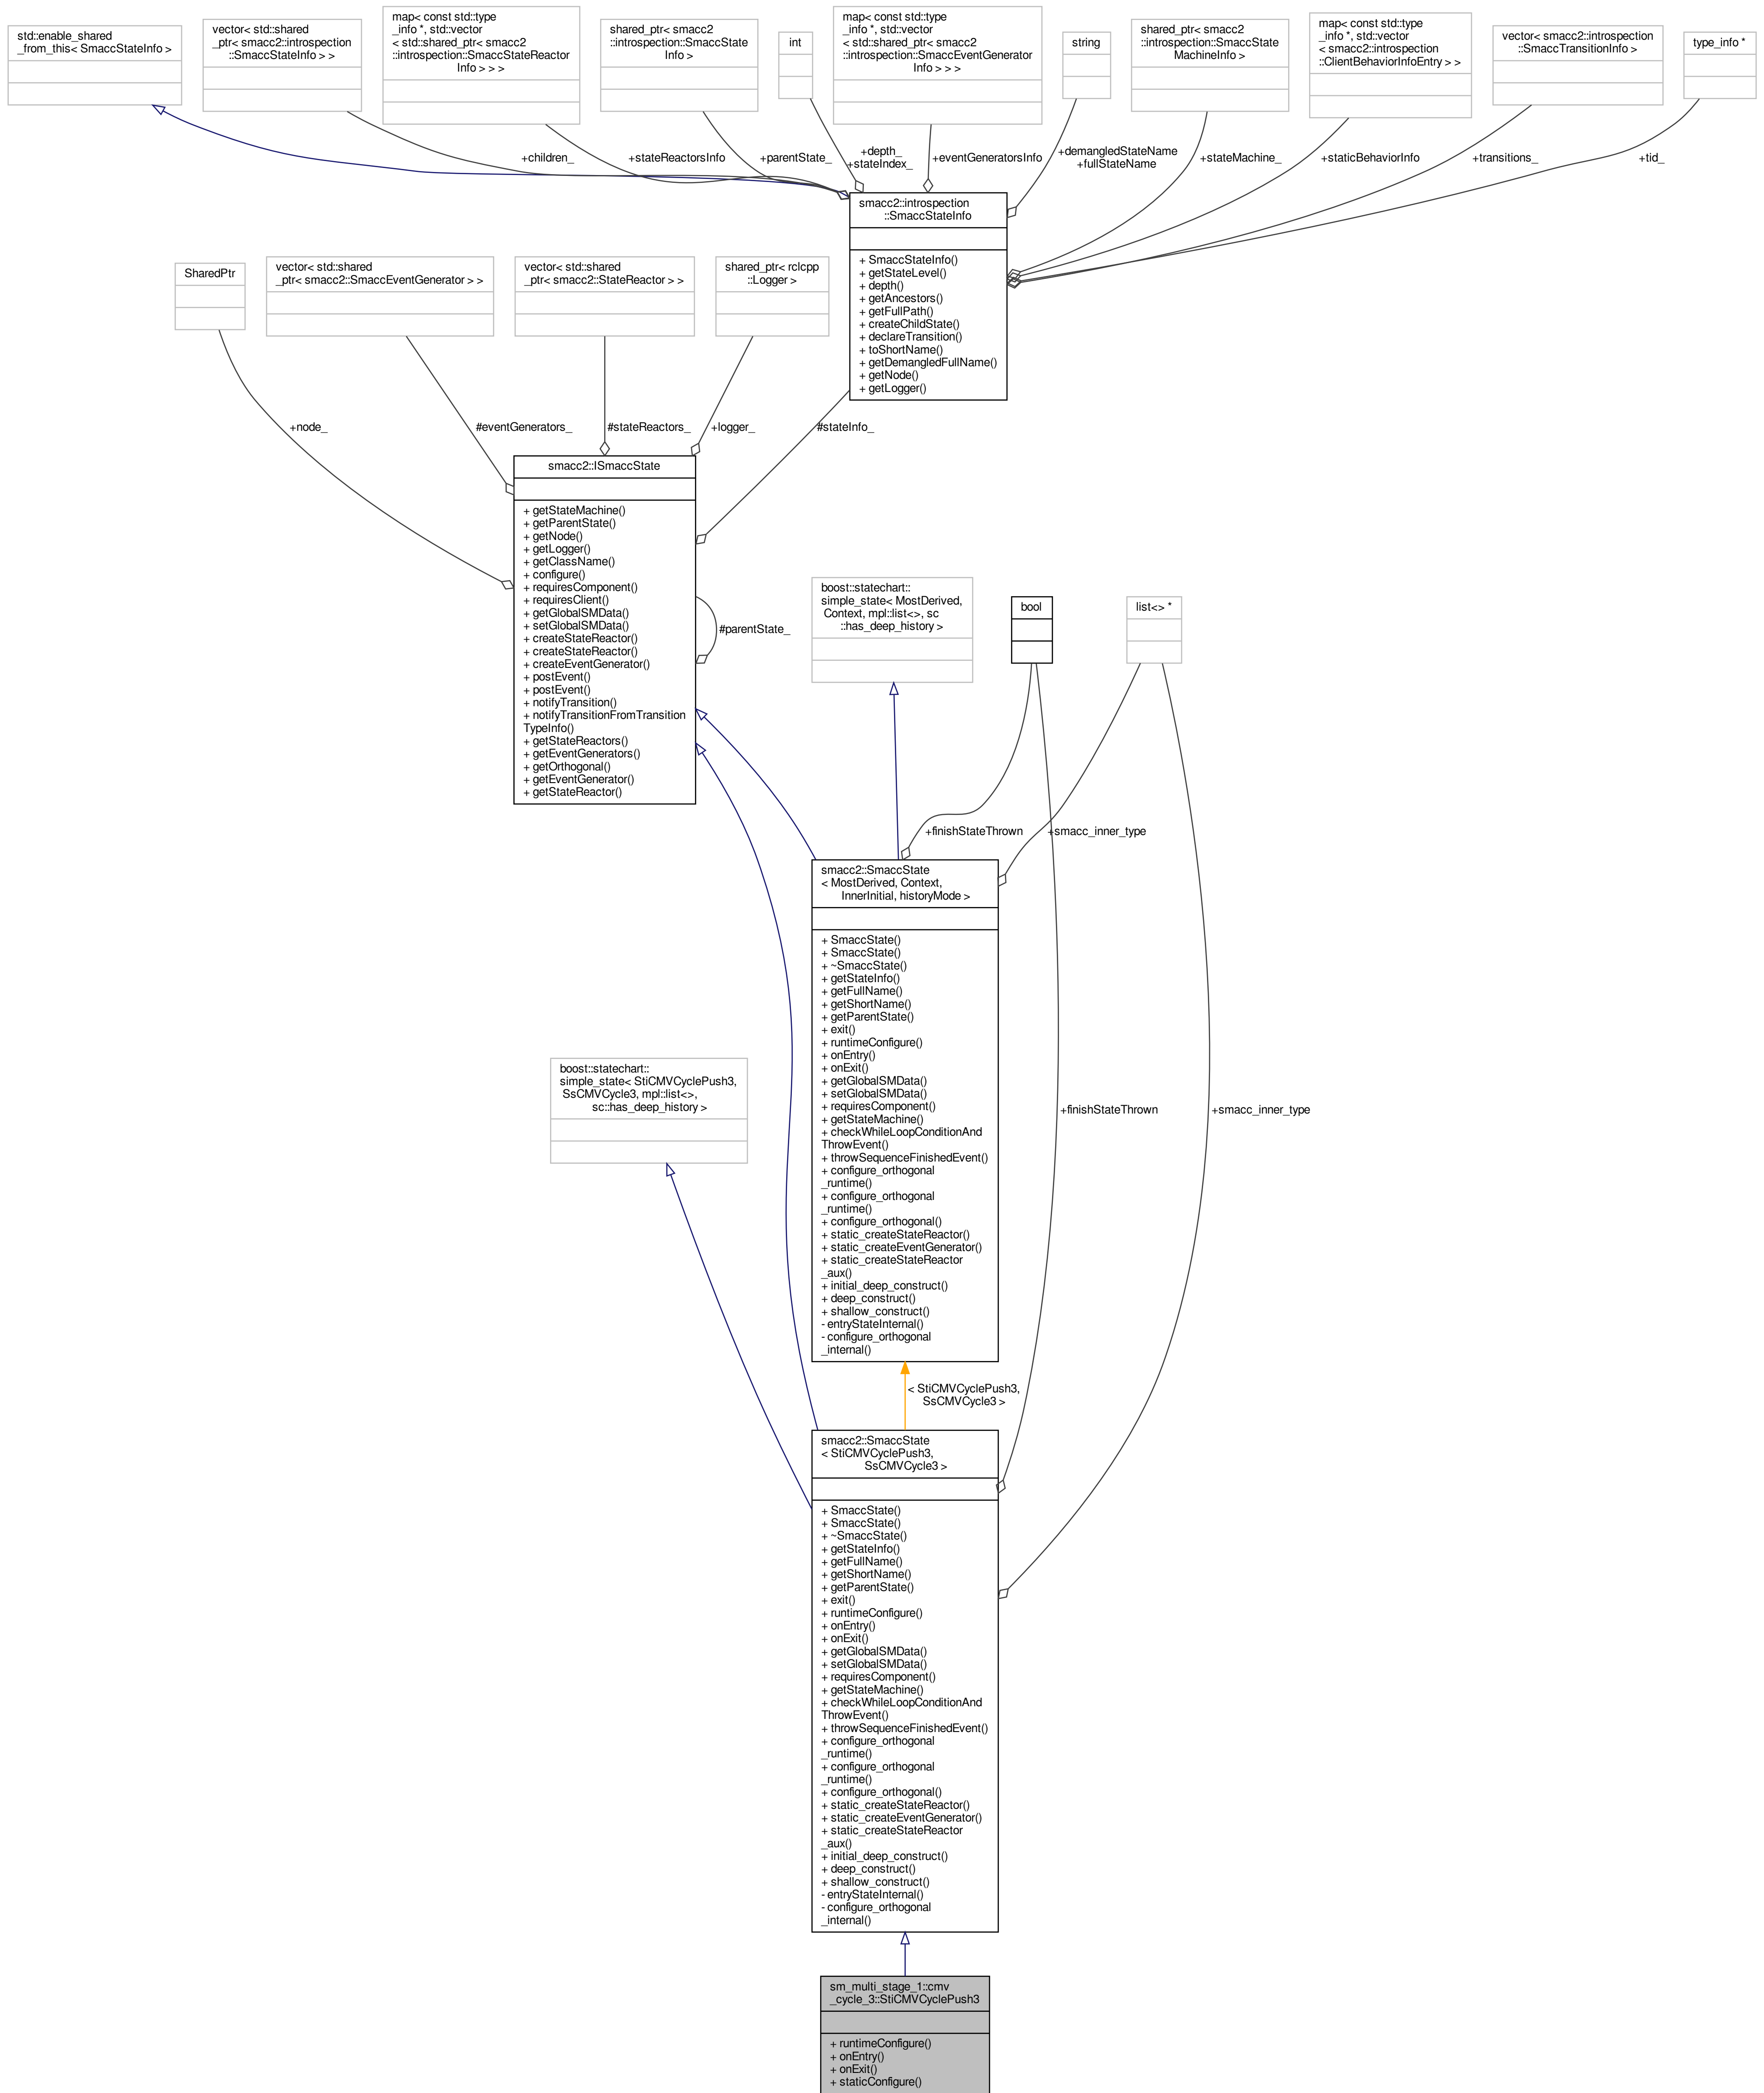 std::enable_shared
_from_this< SmaccStateInfo >
vector< std::shared
_ptr< smacc2::introspection
::SmaccStateInfo > >
map< const std::type
_info *, std::vector
< std::shared_ptr< smacc2
::introspection::SmaccStateReactor
Info > > >
shared_ptr< smacc2
::introspection::SmaccState
Info >
int
map< const std::type
_info *, std::vector
< std::shared_ptr< smacc2
::introspection::SmaccEventGenerator
Info > > >
string
shared_ptr< smacc2
::introspection::SmaccState
MachineInfo >
map< const std::type
_info *, std::vector
< smacc2::introspection
::ClientBehaviorInfoEntry > >
vector< smacc2::introspection
::SmaccTransitionInfo >
type_info *
+children_
+stateReactorsInfo
+parentState_
+depth_
+stateIndex_
+eventGeneratorsInfo
+demangledStateName
+fullStateName
+stateMachine_
+staticBehaviorInfo
+transitions_
+tid_
smacc2::introspection
::SmaccStateInfo
+ SmaccStateInfo()
+ getStateLevel()
+ depth()
+ getAncestors()
+ getFullPath()
+ createChildState()
+ declareTransition()
+ toShortName()
+ getDemangledFullName()
+ getNode()
+ getLogger()
SharedPtr
vector< std::shared
_ptr< smacc2::SmaccEventGenerator > >
vector< std::shared
_ptr< smacc2::StateReactor > >
shared_ptr< rclcpp
::Logger >
+node_
#eventGenerators_
#stateReactors_
+logger_
#stateInfo_
smacc2::ISmaccState
+ getStateMachine()
+ getParentState()
+ getNode()
+ getLogger()
+ getClassName()
+ configure()
+ requiresComponent()
+ requiresClient()
+ getGlobalSMData()
+ setGlobalSMData()
+ createStateReactor()
+ createStateReactor()
+ createEventGenerator()
+ postEvent()
+ postEvent()
+ notifyTransition()
+ notifyTransitionFromTransition
TypeInfo()
+ getStateReactors()
+ getEventGenerators()
+ getOrthogonal()
+ getEventGenerator()
+ getStateReactor()
#parentState_
boost::statechart::
simple_state< MostDerived,
Context, mpl::list<>, sc
::has_deep_history >
bool
list<> *
+finishStateThrown
+smacc_inner_type
smacc2::SmaccState
< MostDerived, Context,
InnerInitial, historyMode >
+ SmaccState()
+ SmaccState()
+ ~SmaccState()
+ getStateInfo()
+ getFullName()
+ getShortName()
+ getParentState()
+ exit()
+ runtimeConfigure()
+ onEntry()
+ onExit()
+ getGlobalSMData()
+ setGlobalSMData()
+ requiresComponent()
+ getStateMachine()
+ checkWhileLoopConditionAnd
ThrowEvent()
+ throwSequenceFinishedEvent()
+ configure_orthogonal
_runtime()
+ configure_orthogonal
_runtime()
+ configure_orthogonal()
+ static_createStateReactor()
+ static_createEventGenerator()
+ static_createStateReactor
_aux()
+ initial_deep_construct()
+ deep_construct()
+ shallow_construct()
- entryStateInternal()
- configure_orthogonal
_internal()
boost::statechart::
simple_state< StiCMVCyclePush3,
SsCMVCycle3, mpl::list<>,
sc::has_deep_history >
+finishStateThrown
+smacc_inner_type
< StiCMVCyclePush3,
SsCMVCycle3 >
smacc2::SmaccState
< StiCMVCyclePush3,
SsCMVCycle3 >
+ SmaccState()
+ SmaccState()
+ ~SmaccState()
+ getStateInfo()
+ getFullName()
+ getShortName()
+ getParentState()
+ exit()
+ runtimeConfigure()
+ onEntry()
+ onExit()
+ getGlobalSMData()
+ setGlobalSMData()
+ requiresComponent()
+ getStateMachine()
+ checkWhileLoopConditionAnd
ThrowEvent()
+ throwSequenceFinishedEvent()
+ configure_orthogonal
_runtime()
+ configure_orthogonal
_runtime()
+ configure_orthogonal()
+ static_createStateReactor()
+ static_createEventGenerator()
+ static_createStateReactor
_aux()
+ initial_deep_construct()
+ deep_construct()
+ shallow_construct()
- entryStateInternal()
- configure_orthogonal
_internal()
sm_multi_stage_1::cmv
_cycle_3::StiCMVCyclePush3
+ runtimeConfigure()
+ onEntry()
+ onExit()
+ staticConfigure()